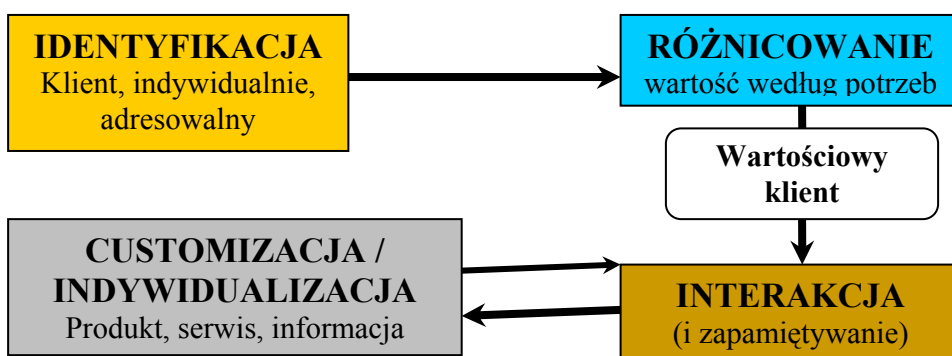 IDENTYFIKACJA
Klient, indywidualnie,
adresowalny
RÓŻNICOWANIE
wartość według potrzeb
Wartościowy
klient
CUSTOMIZACJA /
INDYWIDUALIZACJA
Produkt, serwis, informacja
INTERAKCJA
(i zapamiętywanie)